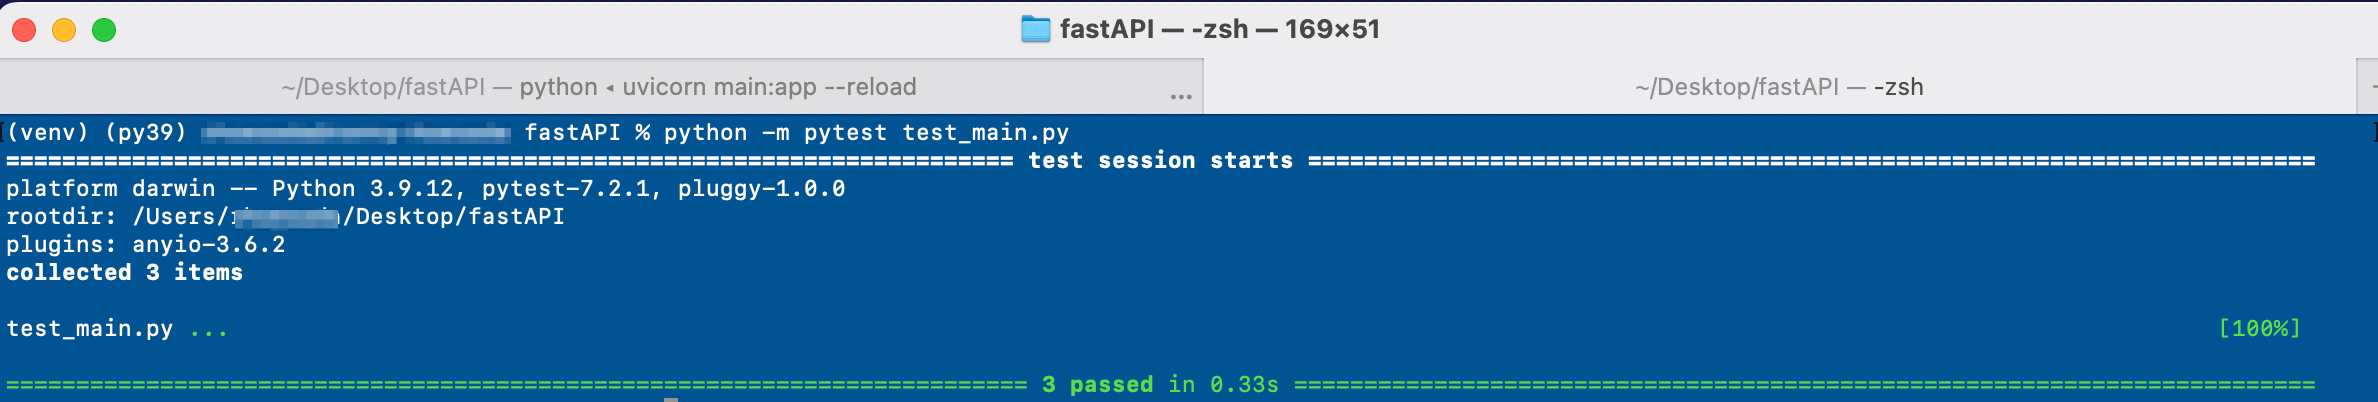 fastAPI — -zsh — 169×51
~/Desktop/fastAPI — python ◂ uvicorn main:app --reload ...
~/Desktop/fastAPI — -zsh
(venv) (py39) fastAPI % python -m pytest test_main.py
======================================================================== test session starts ========================================================================
platform darwin -- Python 3.9.12, pytest-7.2.1, pluggy-1.0.0
rootdir: /Users/ /Desktop/fastAPI
plugins: anyio-3.6.2
collected 3 items
test_main.py ... [100%]
========================================================================= 3 passed in 0.33s =========================================================================